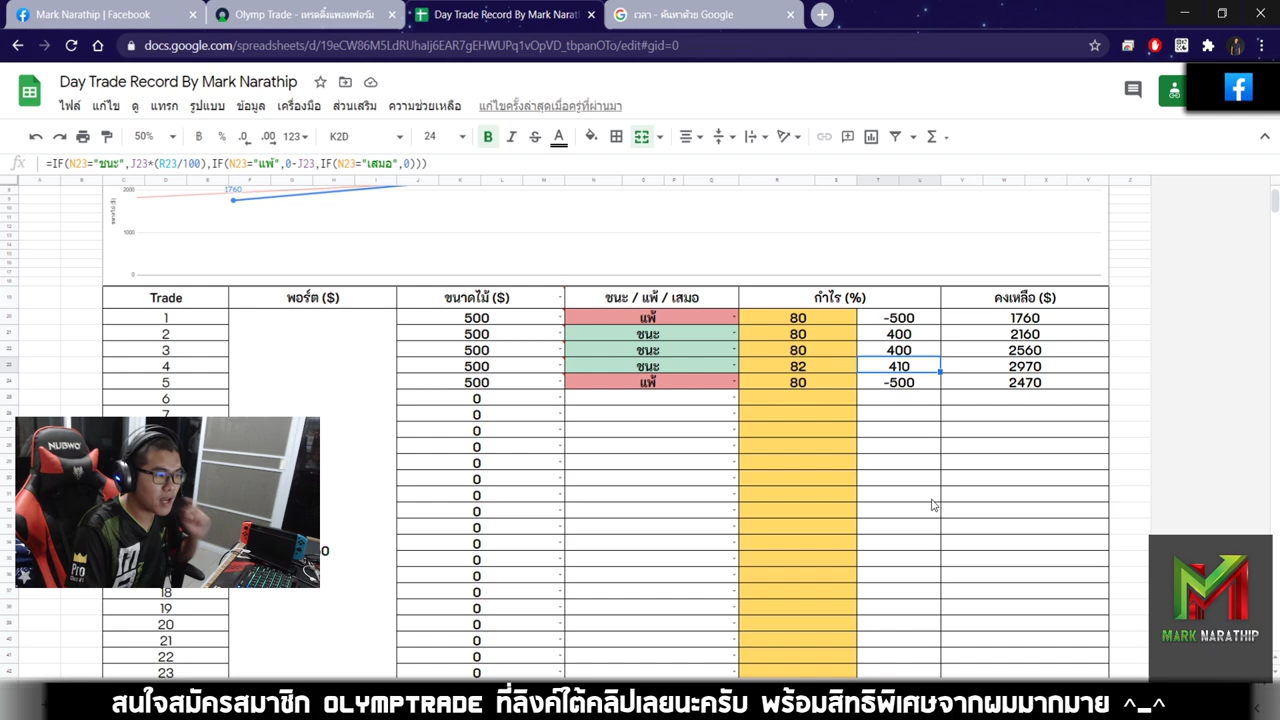 Mark Narathip | Facebook
Olymp Trade - เทรดดิ้งแพลทฟอร์ม
Day Trade Record By Mark Narat
เวลา - ค้นหาด้วย Google
docs.google.com/spreadsheets/d/19eCW86M5LdRUhaIj6EAR7gEHWUPq1vOpVD_tbpanOTo/edit#gid=0
Day Trade Record By Mark Narathip
ไฟล์ แก้ไข ดู แทรก รูปแบบ ข้อมูล เครื่องมือ ส่วนเสริม ความช่วยเหลือ แก้ไขครั้งล่าสุดเมื่อครู่ที่ผ่านมา
50% ฿ % .0 .00 123 K2D 24 B I S A Σ
fx =IF(N23="ชนะ",J23*(R23/100),IF(N23="แพ้",0-J23,IF(N23="เสมอ",0)))
2000 1760
1000
0
Trade พอร์ต ($) ขนาดไม้ ($) ชนะ / แพ้ / เสมอ กำไร (%) คงเหลือ ($)
1 500 แพ้ 80 -500 1760
2 500 ชนะ 80 400 2160
3 500 ชนะ 80 400 2560
4 500 ชนะ 82 410 2970
5 500 แพ้ 80 -500 2470
6 0
7 0
0
0
0
0
0
0
0
0
0
0
18 0
19 0
20 0
21 0
22 0
23 0
NUBWO
Pro
MARK NARATHIP
สนใจสมัครสมาชิก OLYMPTRADE ที่ลิงค์ใต้คลิปเลยนะครับ พร้อมสิทธิพิเศษจากผมมากมาย ^_^